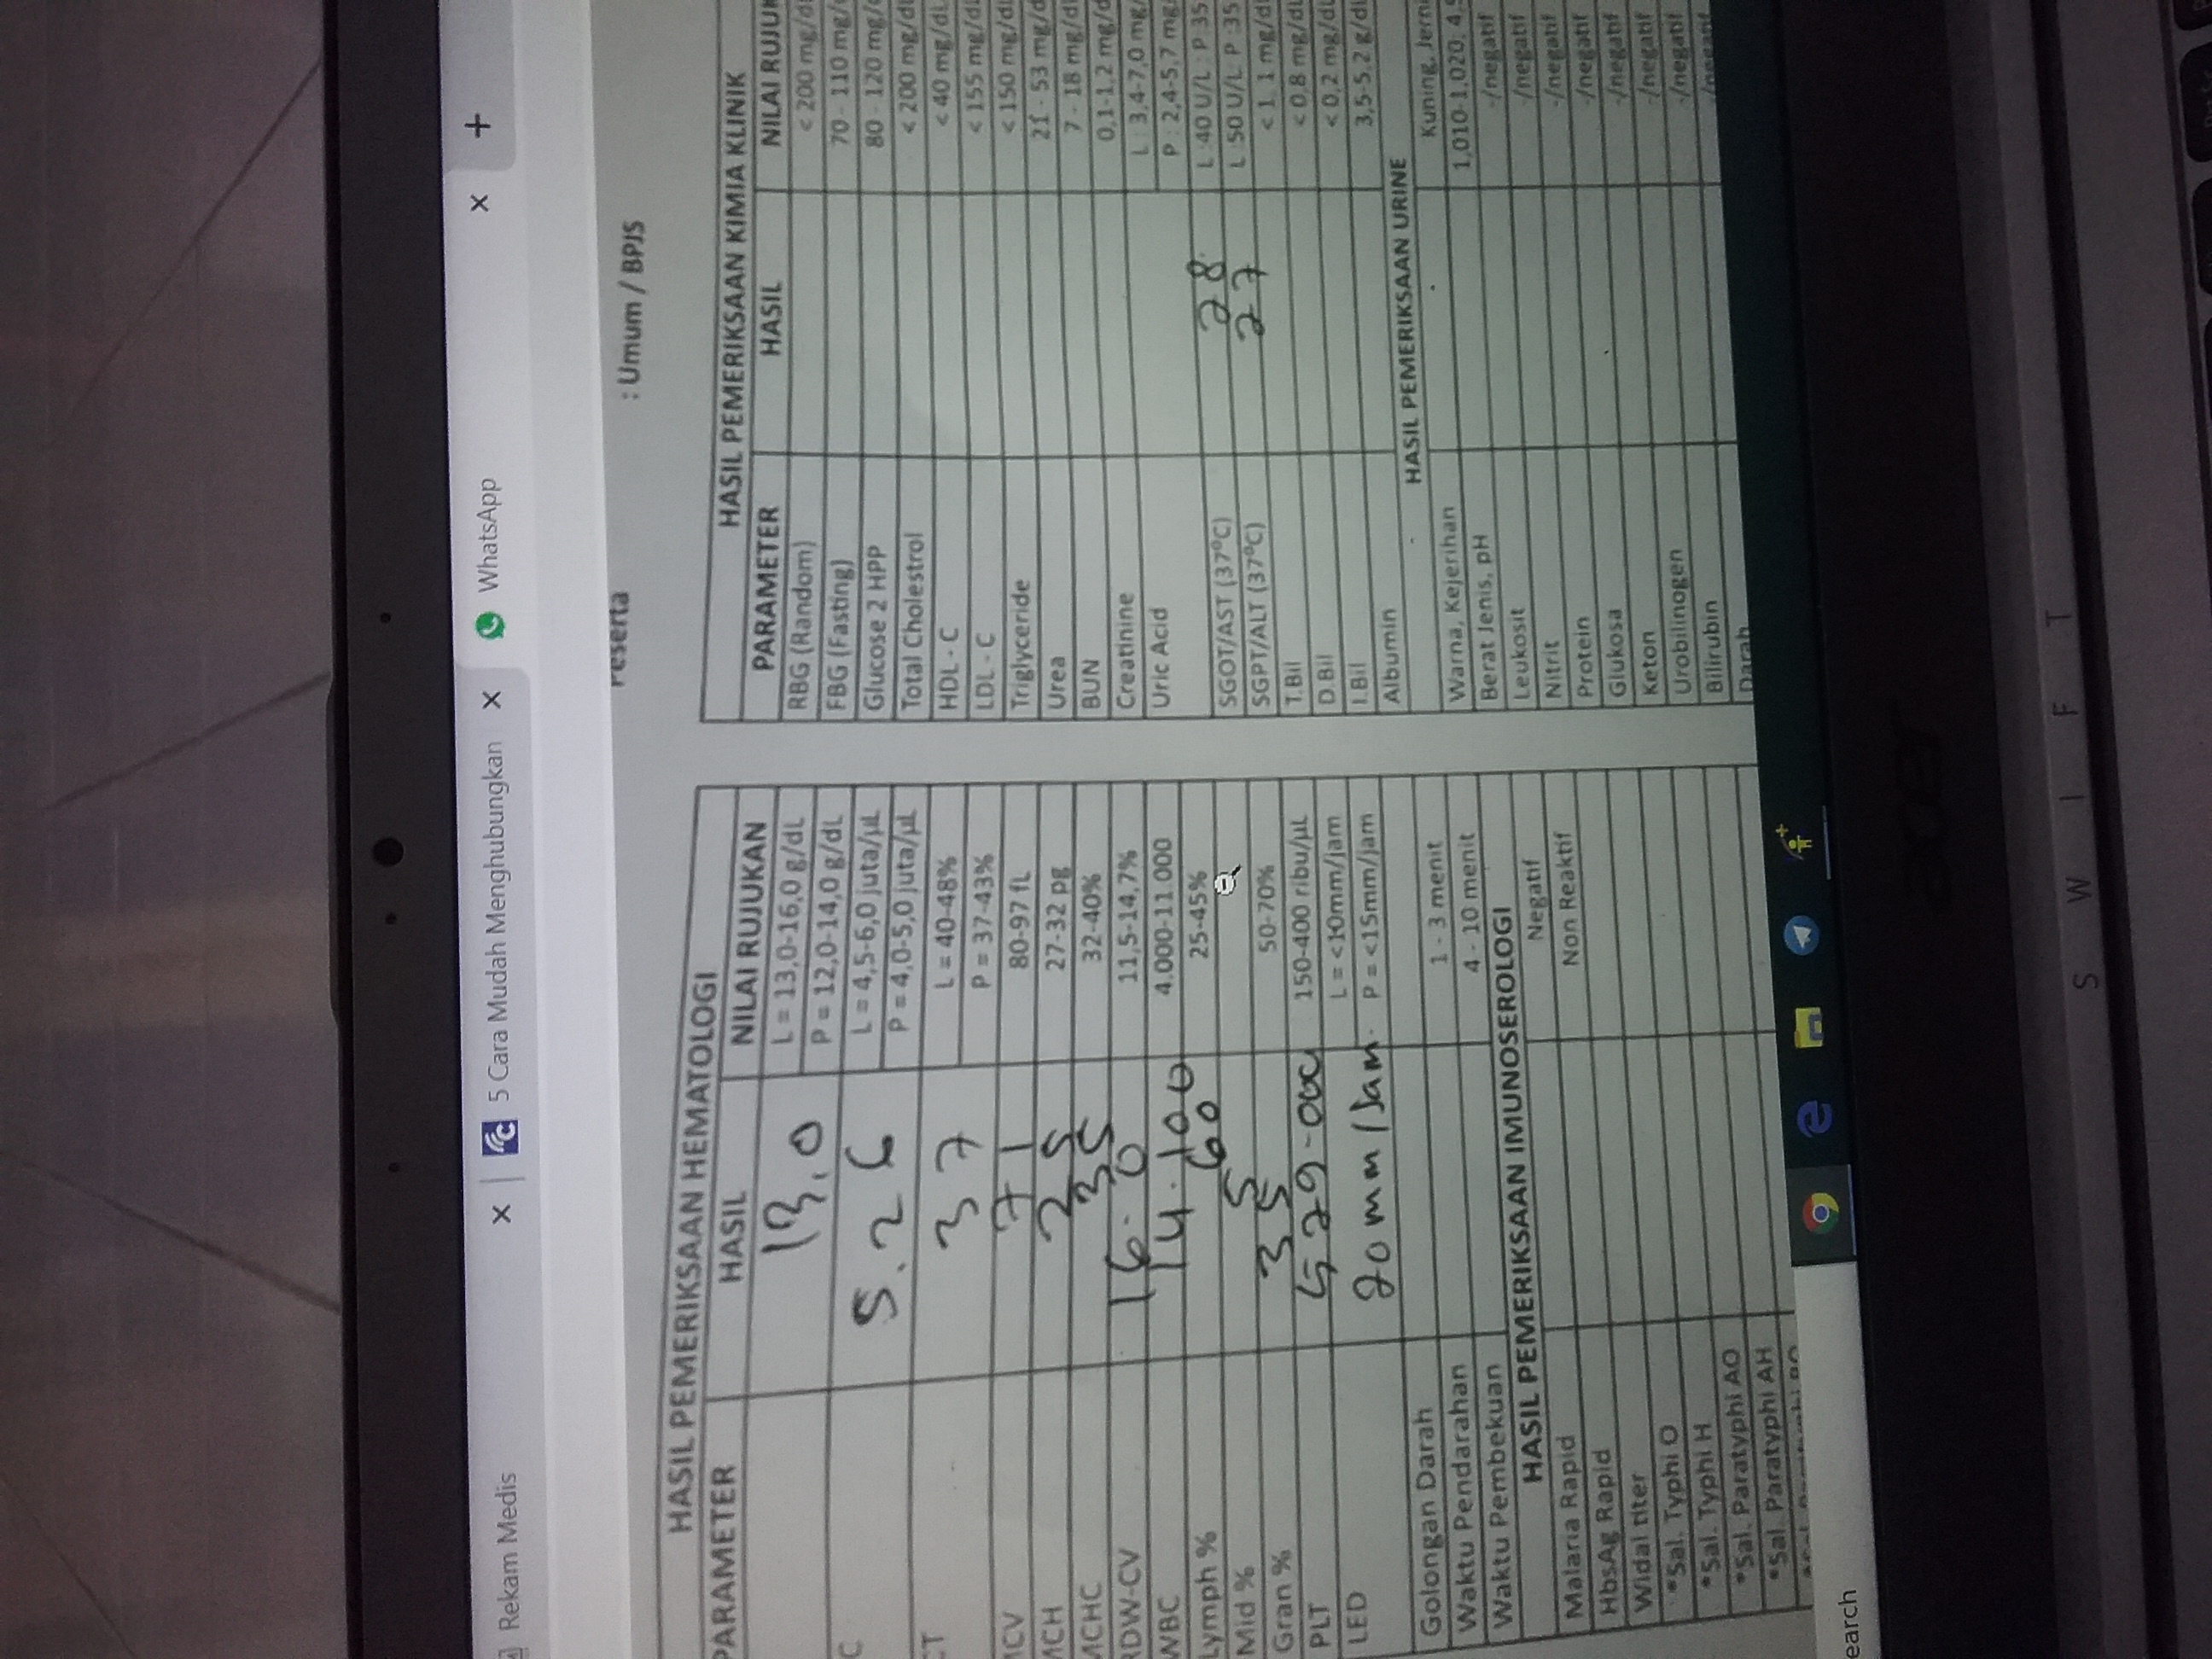 Rekam Medis
5 Cara Mudah Menghubungkan
WhatsApp
Peserta : Umum / BPJS
HASIL PEMERIKSAAN HEMATOLOGI
PARAMETER HASIL NILAI RUJUKAN
13,0 L = 13,0-16,0 g/dL
P = 12,0-14,0 g/dL
C 5.26 L = 4,5-6,0 juta/µL
P = 4,0-5,0 juta/µL
CT 37 L = 40-48%
P = 37-43%
MCV 71 80-97 fL
MCH 25 27-32 pg
MCHC 35 32-40%
RDW-CV 16.0 11,5-14,7%
WBC 14.100 4.000-11.000
Lymph % 60 25-45%
Mid % 5
Gran % 35 50-70%
PLT 529.000 150-400 ribu/µL
LED 20 mm/Jam. L = <10mm/jam
P = <15mm/jam
Golongan Darah
Waktu Pendarahan 1 - 3 menit
Waktu Pembekuan 4 - 10 menit
HASIL PEMERIKSAAN IMUNOSEROLOGI
Malaria Rapid Negatif
HbsAg Rapid Non Reaktif
Widal titer
*Sal. Typhi O
*Sal. Typhi H
*Sal. Paratyphi AO
*Sal. Paratyphi AH
HASIL PEMERIKSAAN KIMIA KLINIK
PARAMETER HASIL NILAI RUJUK
RBG (Random) < 200 mg/d
FBG (Fasting) 70 - 110 mg/
Glucose 2 HPP 80 - 120 mg/
Total Cholestrol < 200 mg/dl
HDL - C < 40 mg/dL
LDL - C < 155 mg/dl
Triglyceride < 150 mg/dl
Urea 21 - 53 mg/d
BUN 7 - 18 mg/d
Creatinine 0,1-1,2 mg/d
Uric Acid L : 3,4-7,0 mg/
P : 2,4-5,7 mg
SGOT/AST (37°C) 28 L :40 U/L : P :35
SGPT/ALT (37°C) 27 L :50 U/L: P :35
T.Bil < 1, 1 mg/d
D.Bil < 0,8 mg/dL
I.Bil < 0,2 mg/dl
Albumin 3,5-5,2 g/dl
HASIL PEMERIKSAAN URINE
Warna, Kejerihan Kuning, Jern
Berat Jenis, pH 1,010-1,020; 4,5
Leukosit -/negatif
Nitrit -/negatif
Protein -/negatif
Glukosa -/negatif
Keton -/negatif
Urobilinogen -/negatif
Bilirubin -/negatif
Darah -/negatif
earch
acer
SWIFT